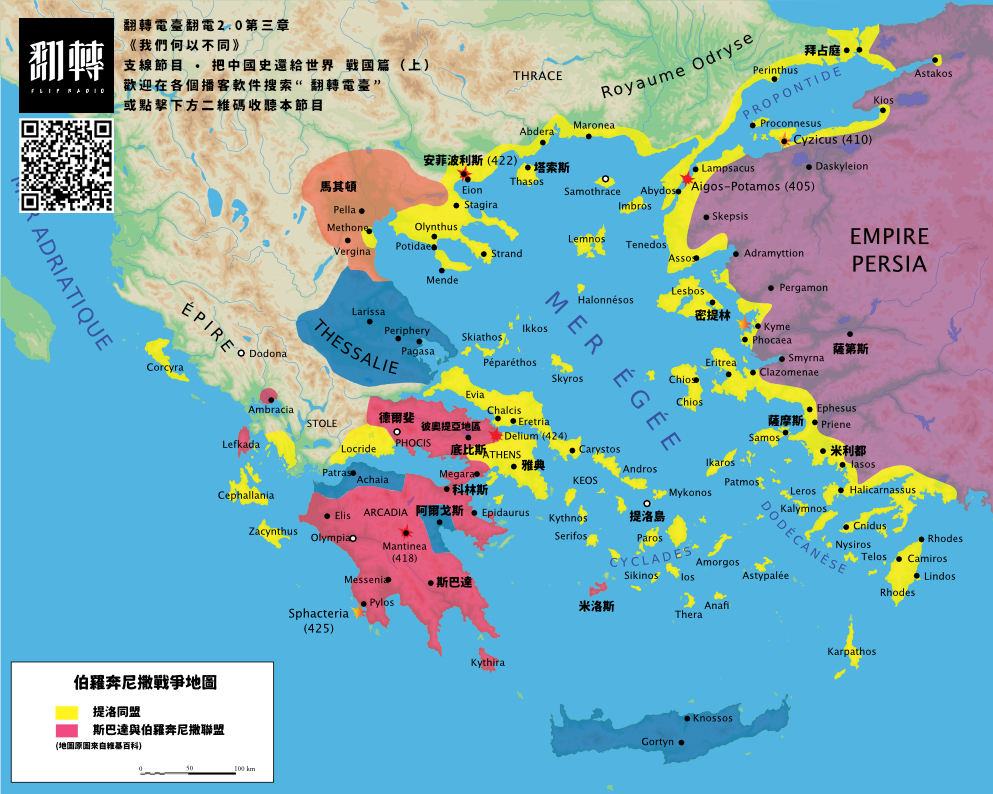 翻轉
FLIP RADIO
翻轉電臺翻電2.0第三章
《我們何以不同》
支線節目 · 把中國史還給世界 戰國篇（上）
歡迎在各個播客軟件搜索“翻轉電臺”
或點擊下方二維碼收聽本節目
THRACE
Royaume Odryse
拜占庭
Perinthus
PROPONTIDE
Astakos
Kios
Proconnesus
Cyzicus (410)
Abdera
Maronea
安菲波利斯 (422)
塔索斯
Thasos
Eion
Samothrace
Lampsacus
Daskyleion
Aigos-Potamos (405)
Abydos
Imbros
馬其頓
Pella
Methone
Vergina
Stagira
Olynthus
Potidae
Strand
Mende
Skepsis
Lemnos
Tenedos
Assos
Adramyttion
EMPIRE
PERSIA
ADRIATIQUE
ÉPIRE
Dodona
Corcyra
Larissa
Periphery
Pagasa
THESSALIE
MER ÉGÉE
Halonnésos
Lesbos
密提林
Pergamon
Kyme
Phocaea
薩第斯
Skiathos
Ikkos
Péparéthos
Skyros
Smyrna
Eritrea
Clazomenae
Chios
Chios
Ambracia
STOLE
Lefkada
Locride
德爾斐
PHOCIS
彼奧提亞地區
底比斯
Evia
Chalcis
Eretria
Delium (424)
ATHENS
雅典
Carystos
Ephesus
薩摩斯
Priene
Samos
米利都
Iasos
Patras
Achaia
Megara
科林斯
Andros
KEOS
Mykonos
Ikaros
Patmos
Leros
Halicarnassus
Kalymnos
Cephallania
Elis
ARCADIA
阿爾戈斯
Epidaurus
提洛島
Zacynthus
Olympia
Mantinea
(418)
Kythnos
Serifos
Paros
CYCLADES
Amorgos
DODÉCANÈSE
Cnidus
Nysiros
Telos
Rhodes
Camiros
Lindos
Rhodes
Messenia
斯巴達
Sikinos
Ios
Astypalée
Pylos
Sphacteria
(425)
米洛斯
Thera
Anafi
Kythira
Karpathos
Knossos
Gortyn
伯羅奔尼撒戰爭地圖
提洛同盟
斯巴達與伯羅奔尼撒聯盟
(地圖原圖來自維基百科)
0 50 100 km